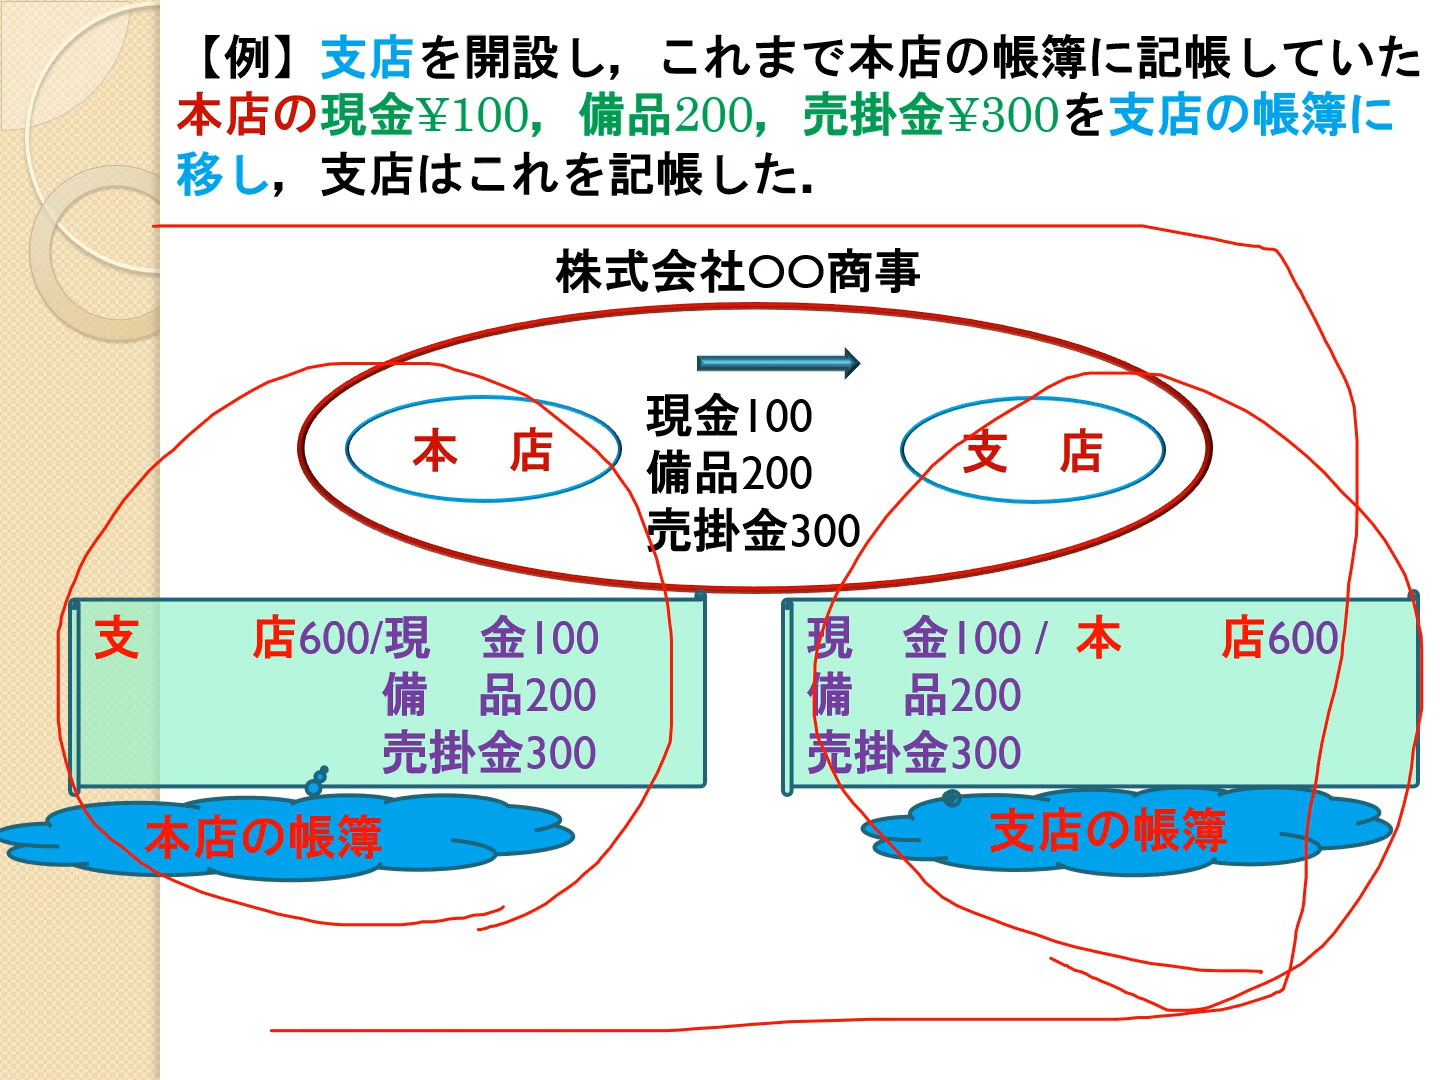 【例】支店を開設し，これまで本店の帳簿に記帳していた
本店の現金¥100，備品200，売掛金¥300を支店の帳簿に
移し，支店はこれを記帳した．
株式会社○○商事
本　店
現金100
備品200
売掛金300
支　店
支　　店600/現　金100
備　品200
売掛金300
本店の帳簿
現　金100 / 本　　店600
備　品200
売掛金300
支店の帳簿